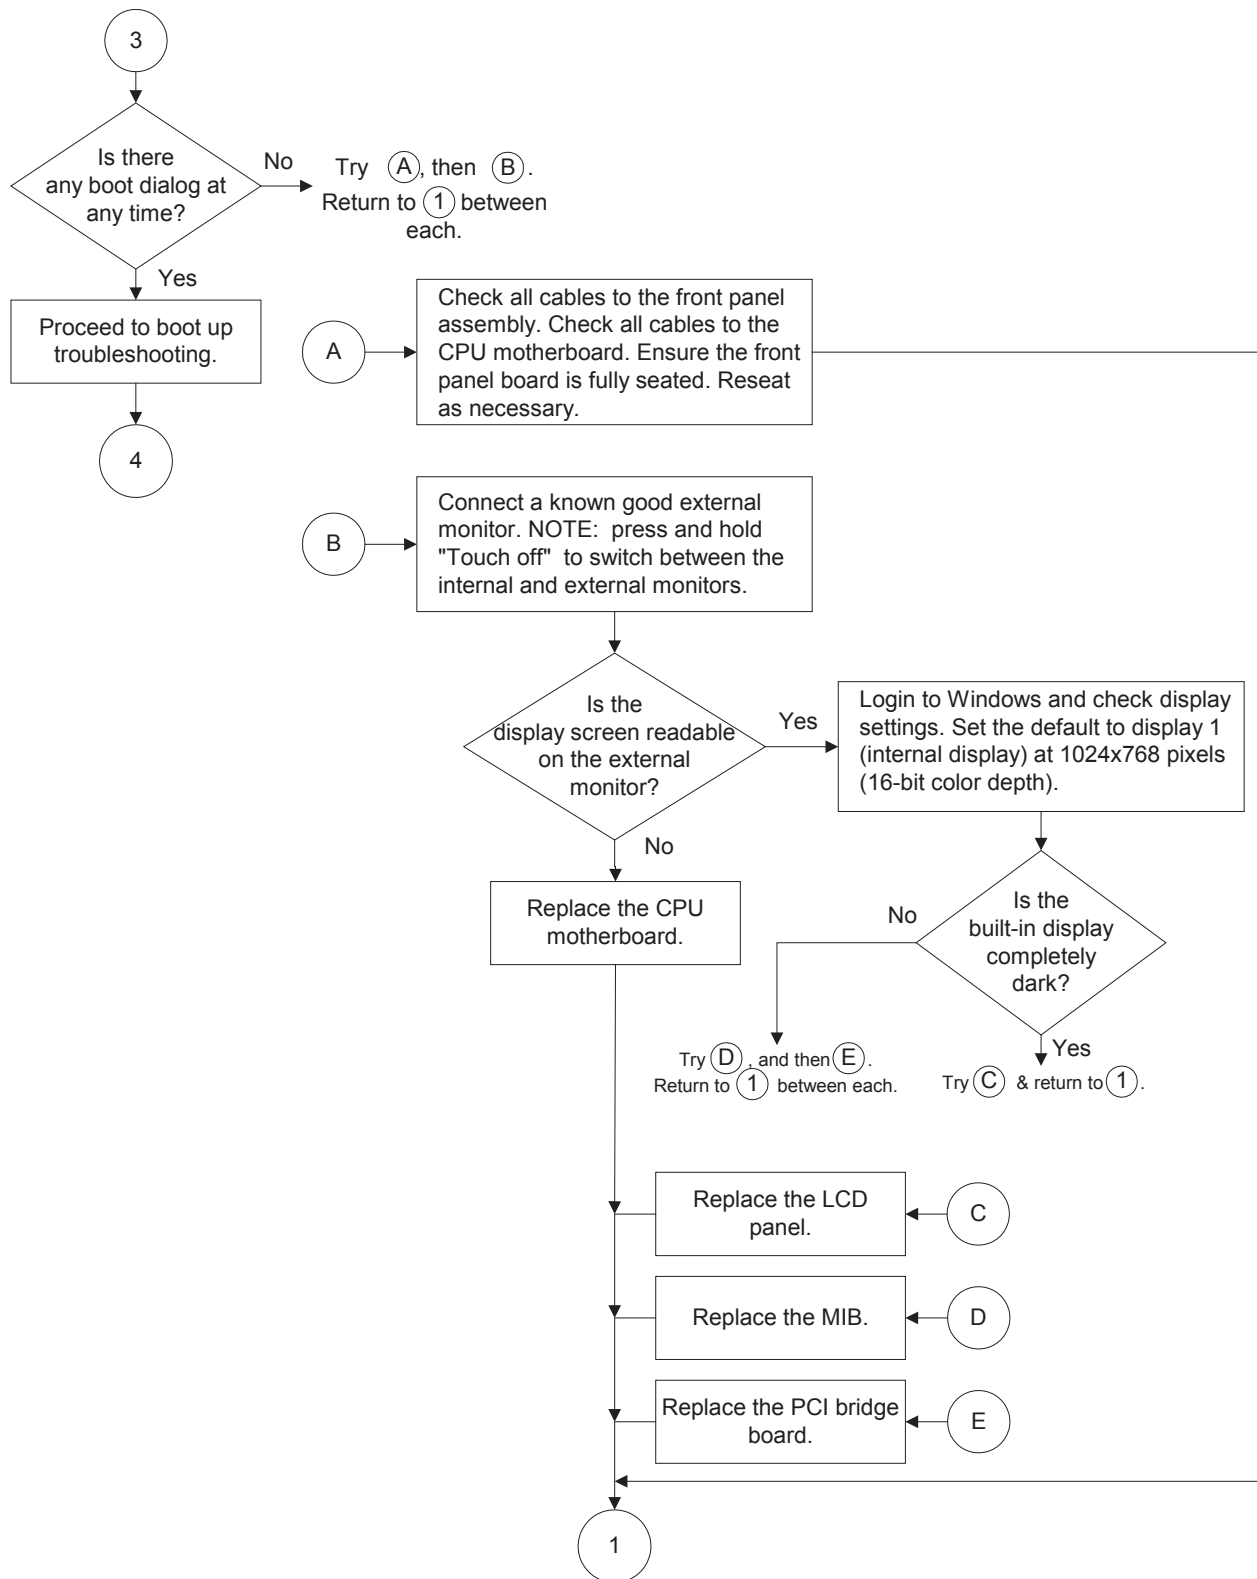 3
Is there
any boot dialog at
any time?
No
Try A, then B.
Return to 1 between
each.
Yes
Proceed to boot up
troubleshooting.
4
A
Check all cables to the front panel
assembly. Check all cables to the
CPU motherboard. Ensure the front
panel board is fully seated. Reseat
as necessary.
B
Connect a known good external
monitor. NOTE: press and hold
"Touch off" to switch between the
internal and external monitors.
Is the
display screen readable
on the external
monitor?
Yes
Login to Windows and check display
settings. Set the default to display 1
(internal display) at 1024x768 pixels
(16-bit color depth).
No
Replace the CPU
motherboard.
Is the
built-in display
completely
dark?
No
Try D, and then E.
Return to 1 between each.
Yes
Try C & return to 1.
Replace the LCD
panel.
C
Replace the MIB.
D
Replace the PCI bridge
board.
E
1